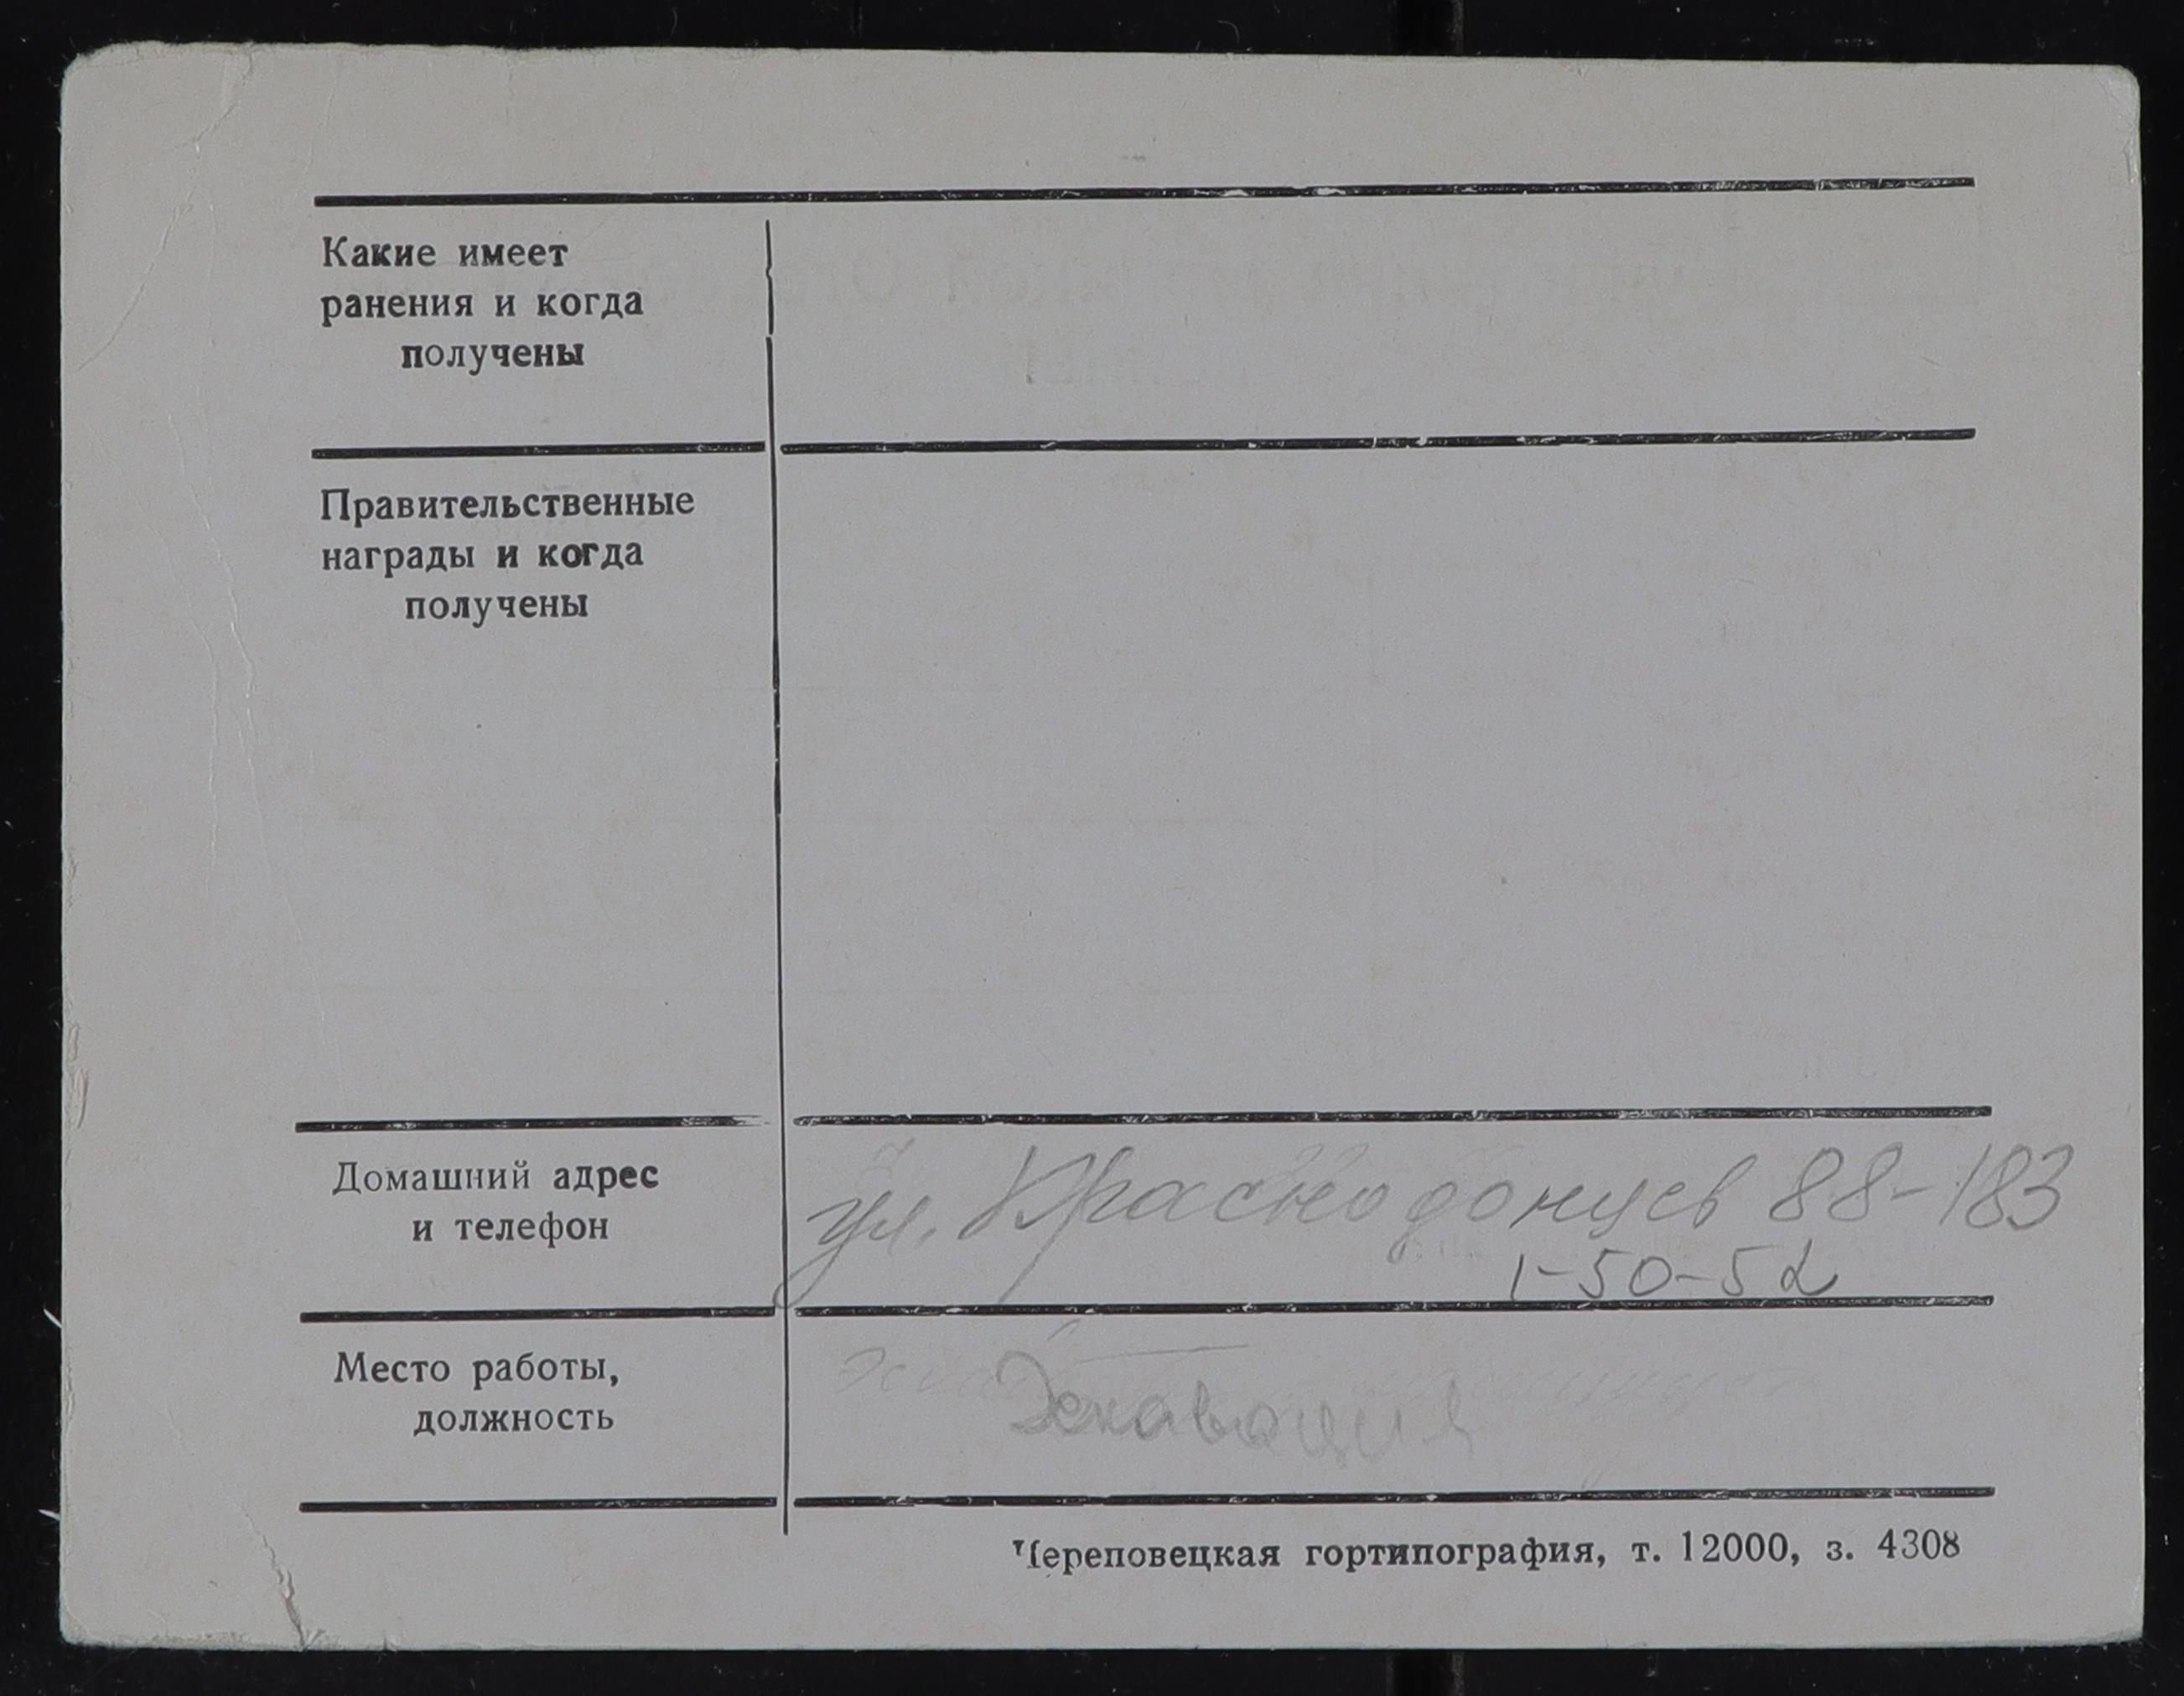 Какие имеет
ранения и когда
получены
Правительственные
награды и когда
получены
Домашний адрес
и телефон
ул. Краснодонцев 88-183
1-50-52
Место работы,
должность
Череповецкая гортипография, т. 12000, з. 4308